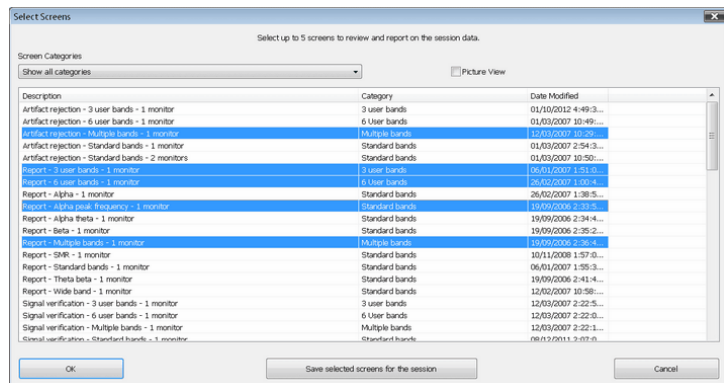 Select Screens
Select up to 5 screens to review and report on the session data.
Screen Categories
Show all categories
Picture View
Description Category Date Modified
Artifact rejection - 3 user bands - 1 monitor 3 user bands 01/10/2012 4:49:3...
Artifact rejection - 6 user bands - 1 monitor 6 User bands 01/03/2007 10:49:...
Artifact rejection - Multiple bands - 1 monitor Multiple bands 12/03/2007 10:29:...
Artifact rejection - Standard bands - 1 monitor Standard bands 01/03/2007 2:54:3...
Artifact rejection - Standard bands - 2 monitors Standard bands 01/03/2007 10:50:...
Report - 3 user bands - 1 monitor 3 user bands 06/01/2007 1:51:0...
Report - 6 user bands - 1 monitor 6 User bands 26/02/2007 1:00:4...
Report - Alpha - 1 monitor Standard bands 26/02/2007 1:38:5...
Report - Alpha peak frequency - 1 monitor Standard bands 19/09/2006 2:33:5...
Report - Alpha theta - 1 monitor Standard bands 19/09/2006 2:34:4...
Report - Beta - 1 monitor Standard bands 19/09/2006 2:35:2...
Report - Multiple bands - 1 monitor Multiple bands 19/09/2006 2:36:4...
Report - SMR - 1 monitor Standard bands 10/11/2008 1:57:0...
Report - Standard bands - 1 monitor Standard bands 06/01/2007 1:55:3...
Report - Theta beta - 1 monitor Standard bands 19/09/2006 2:41:4...
Report - Wide band - 1 monitor Standard bands 12/02/2007 10:58:...
Signal verification - 3 user bands - 1 monitor 3 user bands 12/03/2007 2:22:5...
Signal verification - 6 user bands - 1 monitor 6 User bands 12/03/2007 2:22:0...
Signal verification - Multiple bands - 1 monitor Multiple bands 12/03/2007 2:22:1...
Signal verification - Standard bands - 1 monitor Standard bands 08/12/2011 2:07:0...
OK
Save selected screens for the session
Cancel